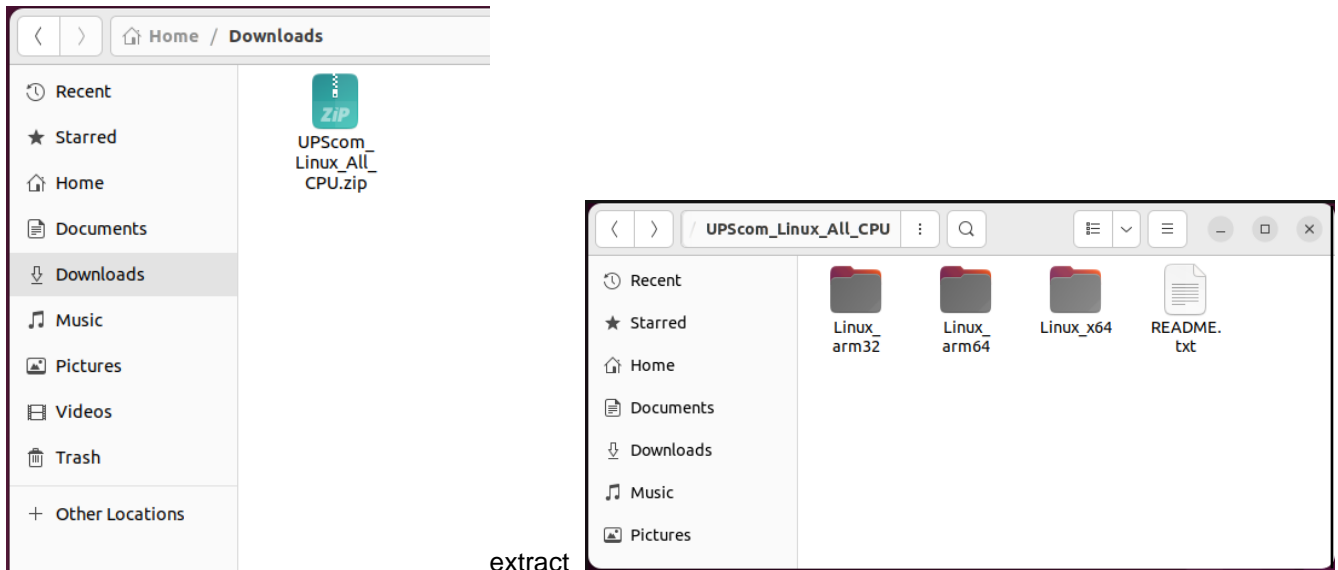 Home / Downloads
Recent
Starred
Home
Documents
Downloads
Music
Pictures
Videos
Trash
Other Locations
ZiP
UPScom_
Linux_All_
CPU.zip
extract
/ UPScom_Linux_All_CPU
Recent
Starred
Home
Documents
Downloads
Music
Pictures
Linux_
arm32
Linux_
arm64
Linux_x64
README.
txt